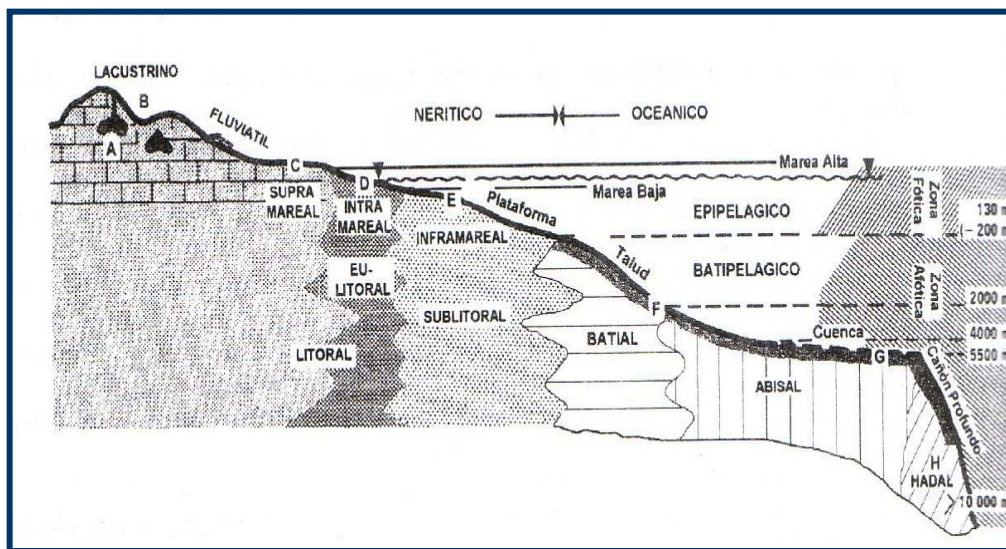 LACUSTRINO
B
A
FLUVIATIL
NERITICO
OCEANICO
C
Marea Alta
SUPRA
MAREAL
D
INTRA
MAREAL
E
Marea Baja
Plataforma
INFRAMAREAL
EPIPELAGICO
Zona
Fótica
130 m
(– 200 m
EU-
LITORAL
Talud
BATIPELAGICO
Zona
Afótica
SUBLITORAL
F
2000 m
LITORAL
BATIAL
Cuenca
4000 m
G
5500 m
ABISAL
Cañón Profundo
H
HADAL
10 000 m